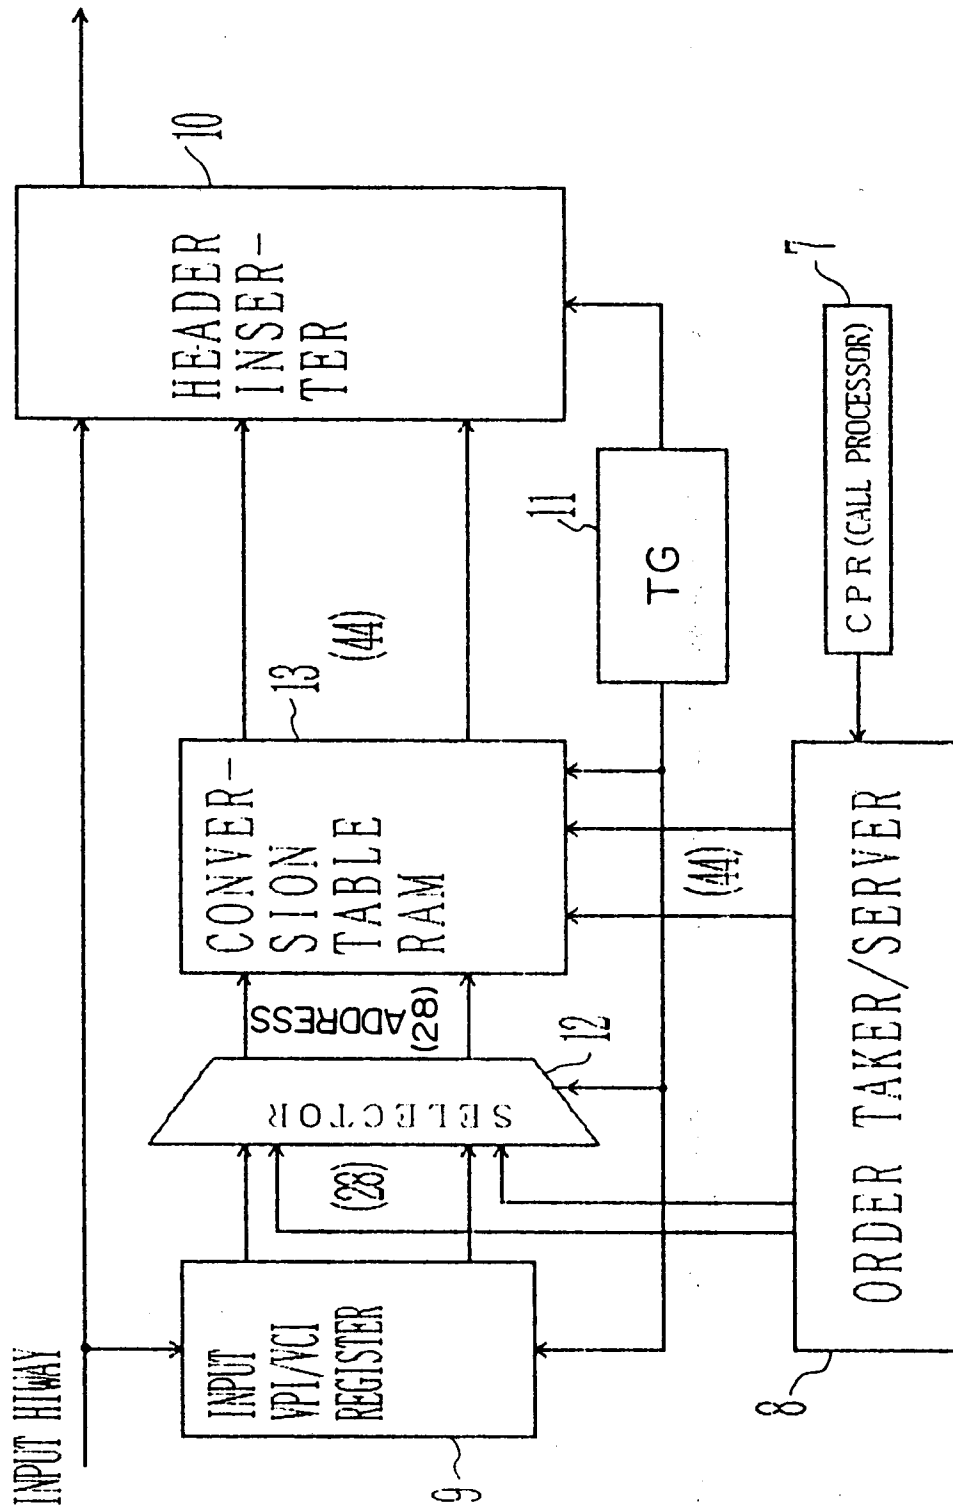 INPUT HIWAY
INPUT
VPI/VCI
REGISTER
9
(28)
SELECTOR
12
ADDRESS
(28)
CONVER-
SION
TABLE
RAM
13
(44)
HEADER
INSER-
TER
10
TG
11
(44)
ORDER TAKER/SERVER
8
CPR (CALL PROCESSOR)
7